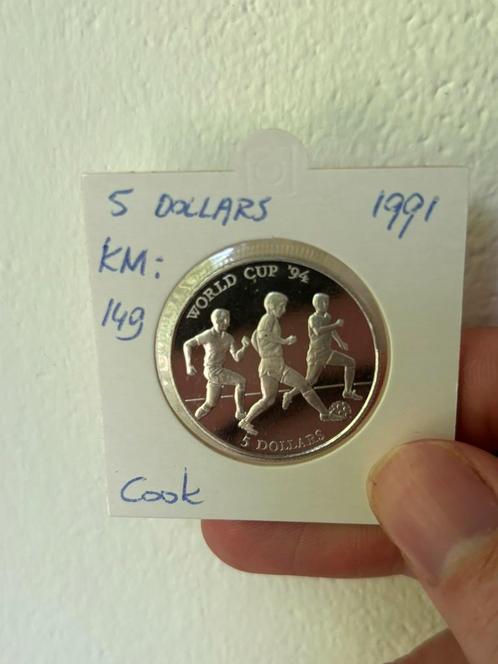 5 DOLLARS 1991
KM:
149
WORLD CUP '94
5 DOLLARS
Cook